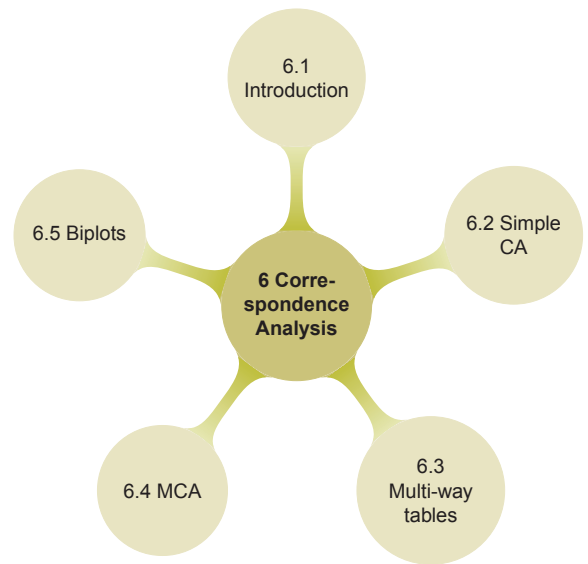 6.1
Introduction
6.2 Simple
CA
6.3
Multi-way
tables
6.4 MCA
6.5 Biplots
6 Corre-
spondence
Analysis